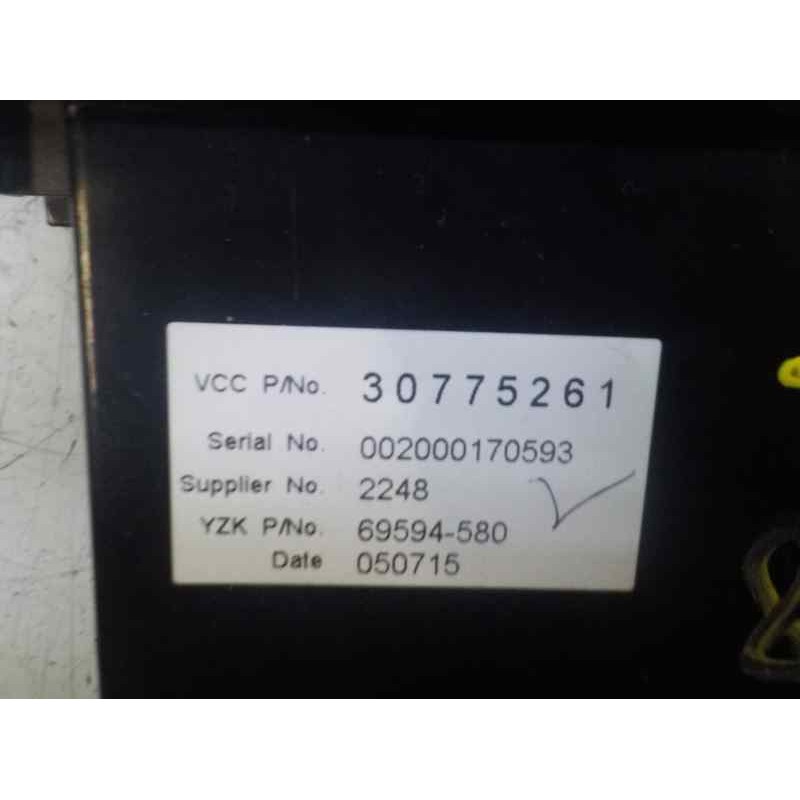 VCC P/No. 30775261
Serial No. 002000170593
Supplier No. 2248
YZK P/No. 69594-580
Date 050715